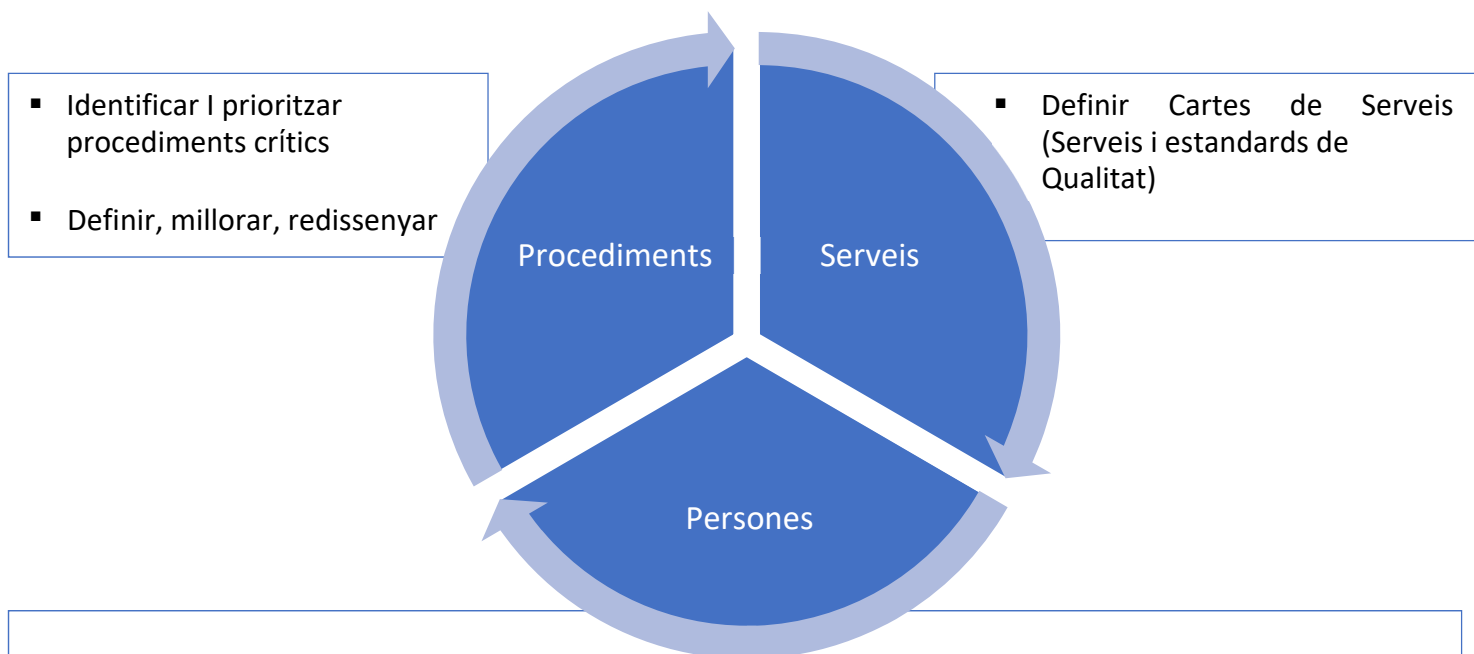 ▪ Identificar I prioritzar
procediments crítics
▪ Definir, millorar, redissenyar
▪ Definir Cartes de Serveis
(Serveis i estandards de
Qualitat)
Procediments
Serveis
Persones